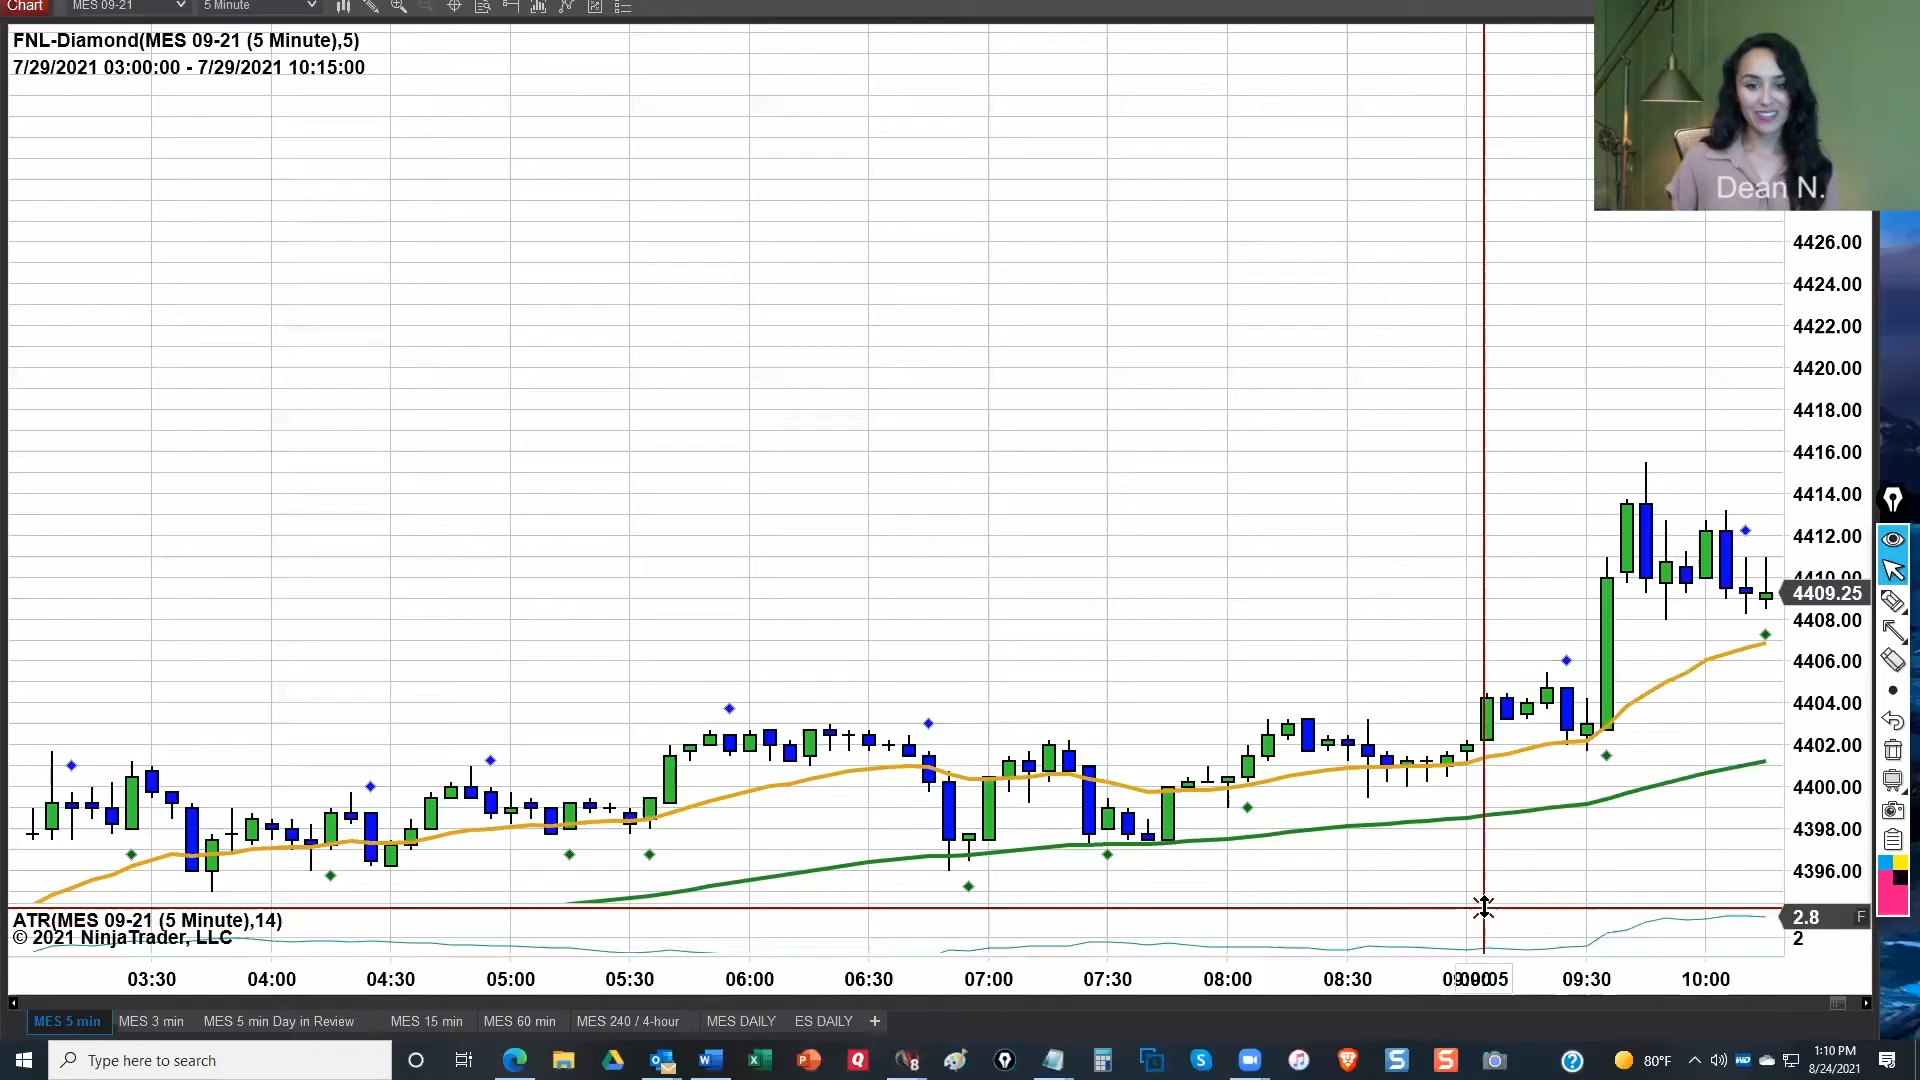 Chart MES 09-21 5 Minute
FNL-Diamond(MES 09-21 (5 Minute),5)
7/29/2021 03:00:00 - 7/29/2021 10:15:00
Dean N.
4426.00
4424.00
4422.00
4420.00
4418.00
4416.00
4414.00
4412.00
4410.00
4409.25
4408.00
4406.00
4404.00
4402.00
4400.00
4398.00
4396.00
ATR(MES 09-21 (5 Minute),14)
© 2021 NinjaTrader, LLC
2.8 F
2
03:30 04:00 04:30 05:00 05:30 06:00 06:30 07:00 07:30 08:00 08:30 09:30 10:00
MES 5 min MES 3 min MES 5 min Day in Review MES 15 min MES 60 min MES 240 / 4-hour MES DAILY ES DAILY +
Type here to search
80°F
1:10 PM
8/24/2021